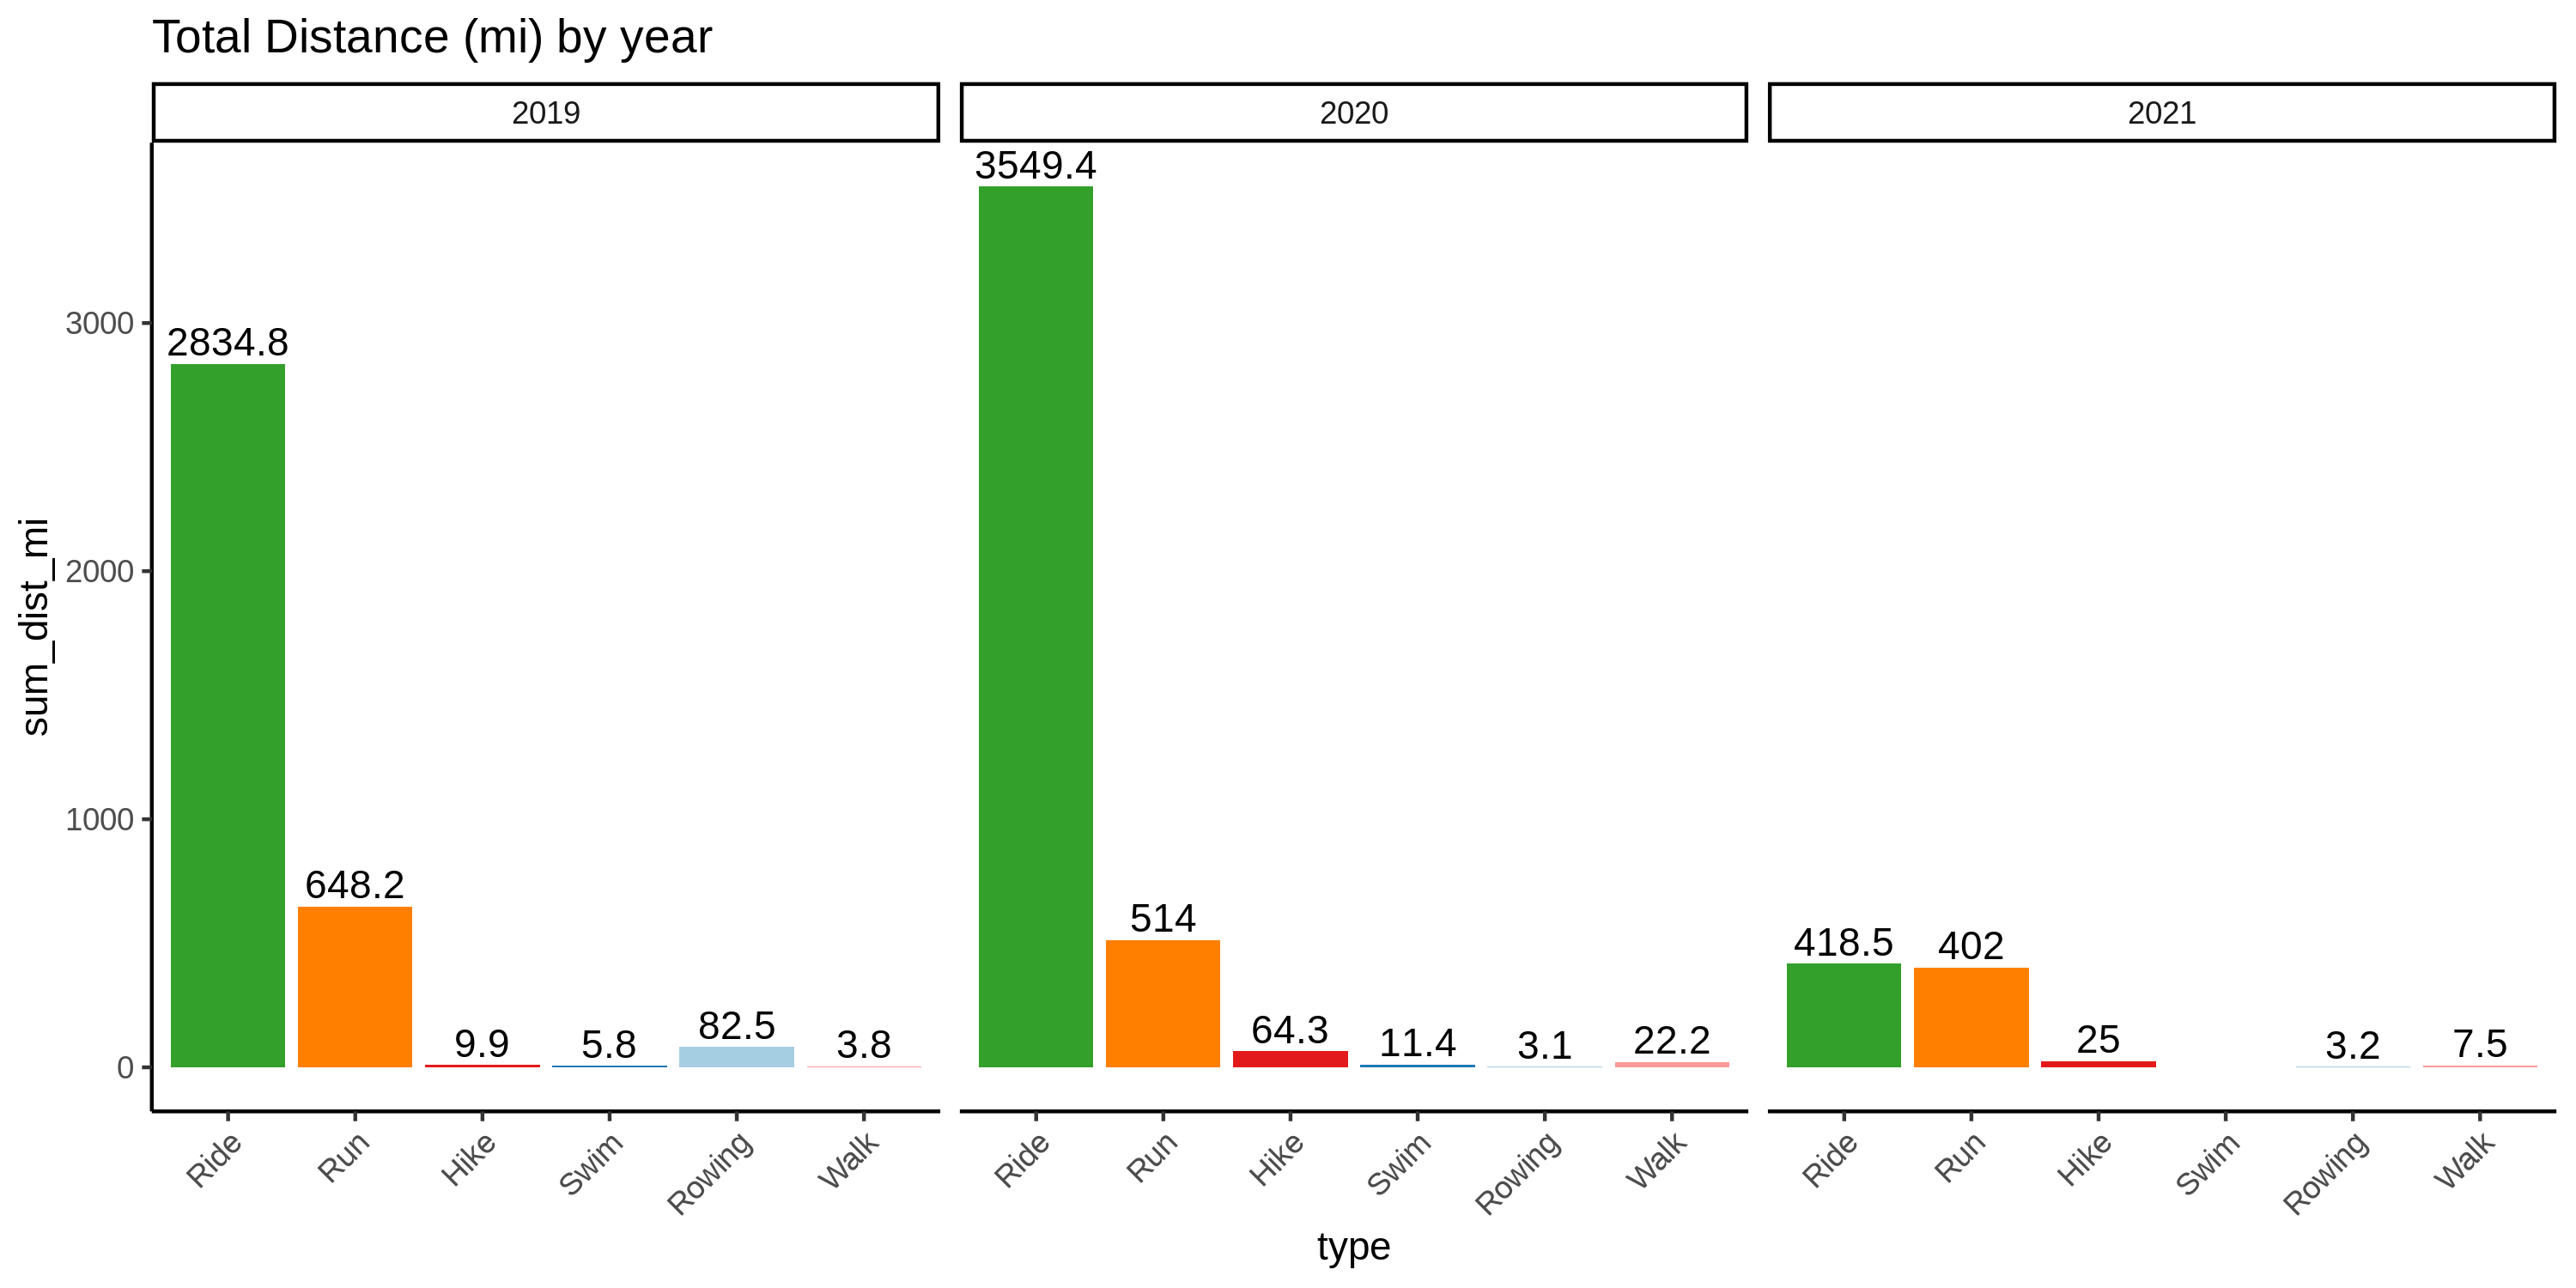 Total Distance (mi) by year
2019
2020
2021
sum_dist_mi
3000
2000
1000
0
2834.8
648.2
9.9
5.8
82.5
3.8
3549.4
514
64.3
11.4
3.1
22.2
418.5
402
25
3.2
7.5
Ride
Run
Hike
Swim
Rowing
Walk
Ride
Run
Hike
Swim
Rowing
Walk
Ride
Run
Hike
Swim
Rowing
Walk
type